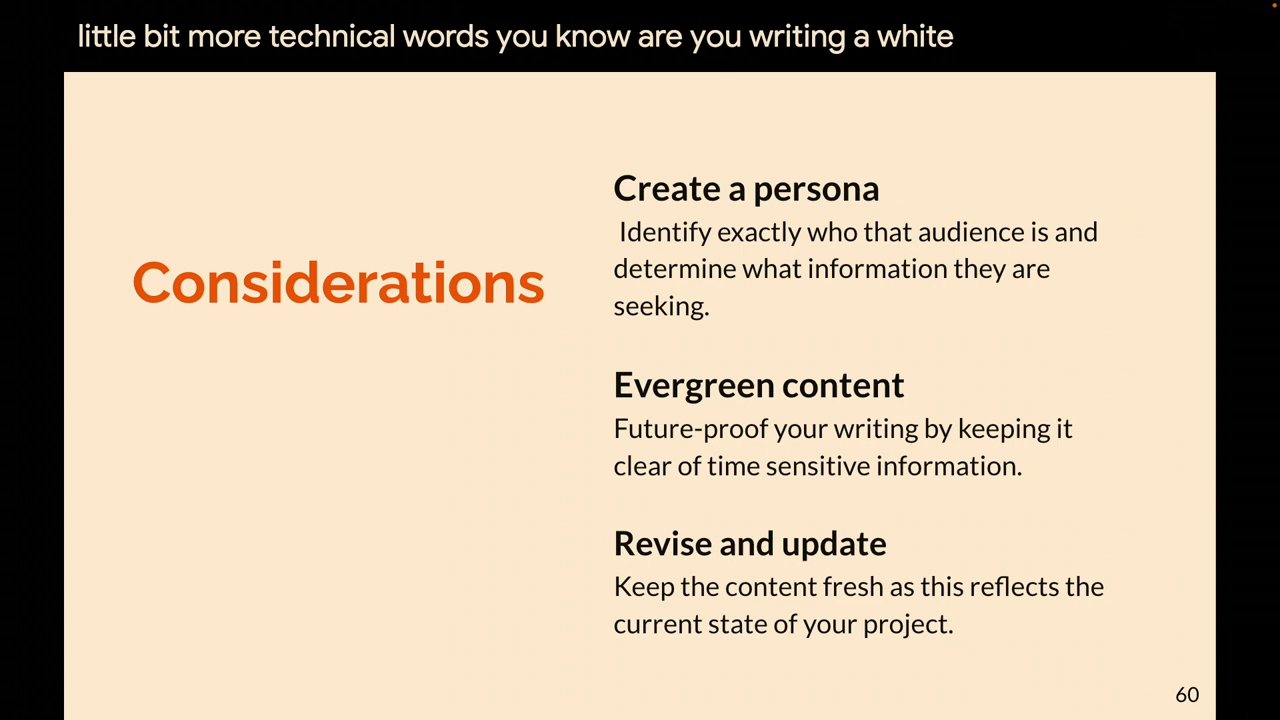 little bit more technical words you know are you writing a white
Considerations
Create a persona
Identify exactly who that audience is and
determine what information they are
seeking.
Evergreen content
Future-proof your writing by keeping it
clear of time sensitive information.
Revise and update
Keep the content fresh as this reflects the
current state of your project.
60